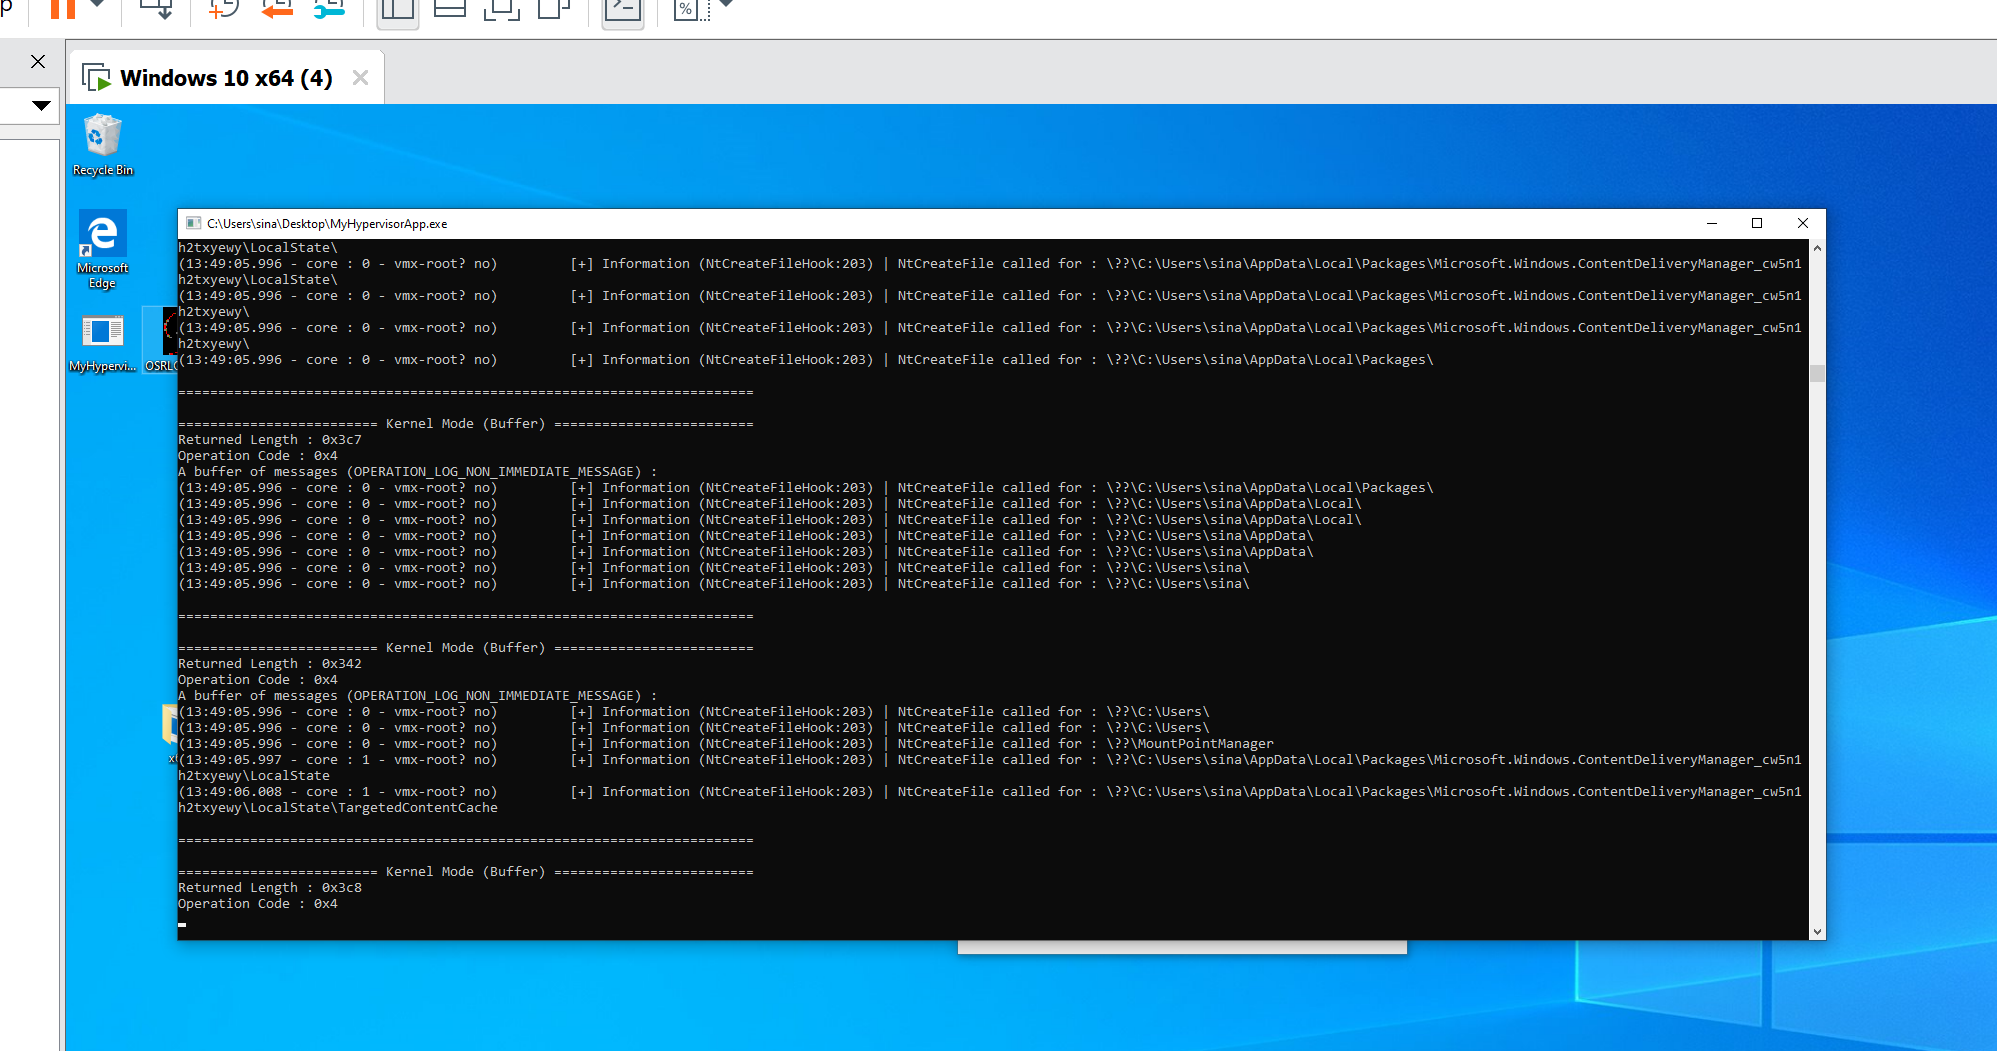 p
%
Windows 10 x64 (4)
Recycle Bin
Microsoft
Edge
MyHypervi...
C:\Users\sina\Desktop\MyHypervisorApp.exe
h2txyewy\LocalState\
(13:49:05.996 - core : 0 - vmx-root? no) [+] Information (NtCreateFileHook:203) | NtCreateFile called for : \??\C:\Users\sina\AppData\Local\Packages\Microsoft.Windows.ContentDeliveryManager_cw5n1
h2txyewy\LocalState\
(13:49:05.996 - core : 0 - vmx-root? no) [+] Information (NtCreateFileHook:203) | NtCreateFile called for : \??\C:\Users\sina\AppData\Local\Packages\Microsoft.Windows.ContentDeliveryManager_cw5n1
h2txyewy\
(13:49:05.996 - core : 0 - vmx-root? no) [+] Information (NtCreateFileHook:203) | NtCreateFile called for : \??\C:\Users\sina\AppData\Local\Packages\Microsoft.Windows.ContentDeliveryManager_cw5n1
h2txyewy\
(13:49:05.996 - core : 0 - vmx-root? no) [+] Information (NtCreateFileHook:203) | NtCreateFile called for : \??\C:\Users\sina\AppData\Local\Packages\
========================================================================
========================= Kernel Mode (Buffer) =========================
Returned Length : 0x3c7
Operation Code : 0x4
A buffer of messages (OPERATION_LOG_NON_IMMEDIATE_MESSAGE) :
(13:49:05.996 - core : 0 - vmx-root? no) [+] Information (NtCreateFileHook:203) | NtCreateFile called for : \??\C:\Users\sina\AppData\Local\Packages\
(13:49:05.996 - core : 0 - vmx-root? no) [+] Information (NtCreateFileHook:203) | NtCreateFile called for : \??\C:\Users\sina\AppData\Local\
(13:49:05.996 - core : 0 - vmx-root? no) [+] Information (NtCreateFileHook:203) | NtCreateFile called for : \??\C:\Users\sina\AppData\Local\
(13:49:05.996 - core : 0 - vmx-root? no) [+] Information (NtCreateFileHook:203) | NtCreateFile called for : \??\C:\Users\sina\AppData\
(13:49:05.996 - core : 0 - vmx-root? no) [+] Information (NtCreateFileHook:203) | NtCreateFile called for : \??\C:\Users\sina\AppData\
(13:49:05.996 - core : 0 - vmx-root? no) [+] Information (NtCreateFileHook:203) | NtCreateFile called for : \??\C:\Users\sina\
(13:49:05.996 - core : 0 - vmx-root? no) [+] Information (NtCreateFileHook:203) | NtCreateFile called for : \??\C:\Users\sina\
========================================================================
========================= Kernel Mode (Buffer) =========================
Returned Length : 0x342
Operation Code : 0x4
A buffer of messages (OPERATION_LOG_NON_IMMEDIATE_MESSAGE) :
(13:49:05.996 - core : 0 - vmx-root? no) [+] Information (NtCreateFileHook:203) | NtCreateFile called for : \??\C:\Users\
(13:49:05.996 - core : 0 - vmx-root? no) [+] Information (NtCreateFileHook:203) | NtCreateFile called for : \??\C:\Users\
(13:49:05.996 - core : 0 - vmx-root? no) [+] Information (NtCreateFileHook:203) | NtCreateFile called for : \??\MountPointManager
(13:49:05.997 - core : 1 - vmx-root? no) [+] Information (NtCreateFileHook:203) | NtCreateFile called for : \??\C:\Users\sina\AppData\Local\Packages\Microsoft.Windows.ContentDeliveryManager_cw5n1
h2txyewy\LocalState
(13:49:06.008 - core : 1 - vmx-root? no) [+] Information (NtCreateFileHook:203) | NtCreateFile called for : \??\C:\Users\sina\AppData\Local\Packages\Microsoft.Windows.ContentDeliveryManager_cw5n1
h2txyewy\LocalState\TargetedContentCache
========================================================================
========================= Kernel Mode (Buffer) =========================
Returned Length : 0x3c8
Operation Code : 0x4